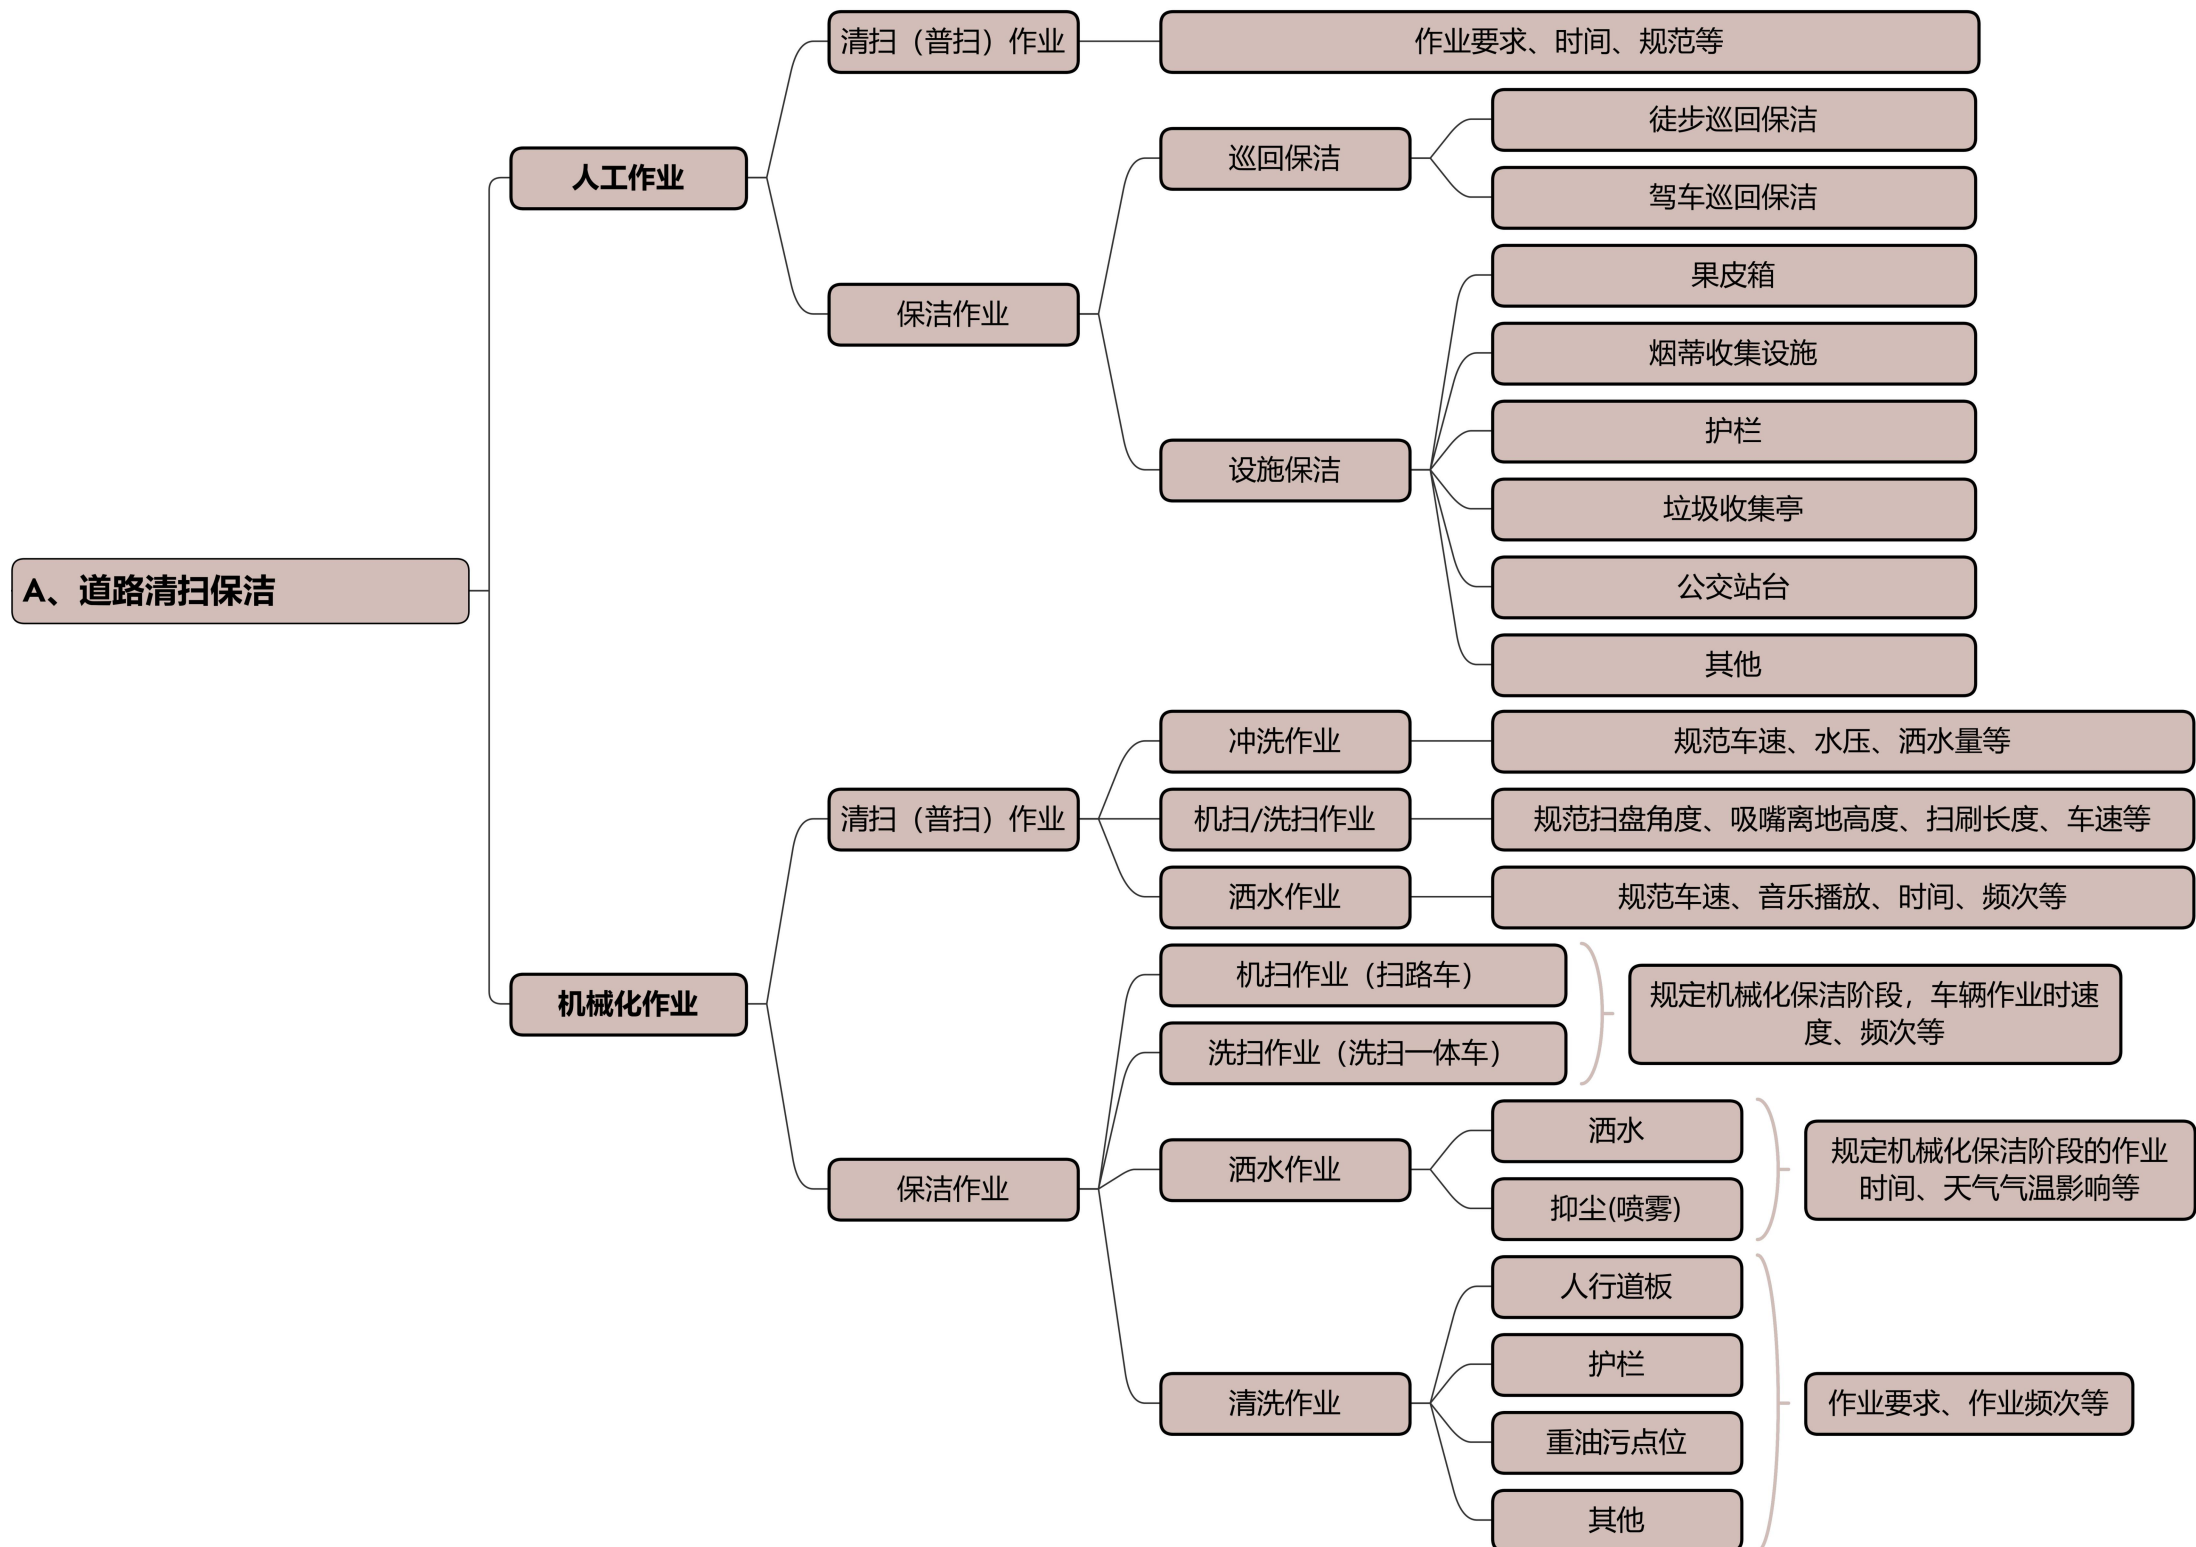 清扫（普扫）作业
作业要求、时间、规范等
徒步巡回保洁
巡回保洁
人工作业
驾车巡回保洁
果皮箱
保洁作业
烟蒂收集设施
护栏
设施保洁
垃圾收集亭
公交站台
A、道路清扫保洁
其他
冲洗作业
规范车速、水压、洒水量等
清扫（普扫）作业
机扫/洗扫作业
规范扫盘角度、吸嘴离地高度、扫刷长度、车速等
洒水作业
规范车速、音乐播放、时间、频次等
机扫作业（扫路车）
机械化作业
规定机械化保洁阶段，车辆作业时速
度、频次等
洗扫作业（洗扫一体车）
洒水
保洁作业
洒水作业
规定机械化保洁阶段的作业
时间、天气气温影响等
抑尘(喷雾)
人行道板
护栏
清洗作业
作业要求、作业频次等
重油污点位
其他